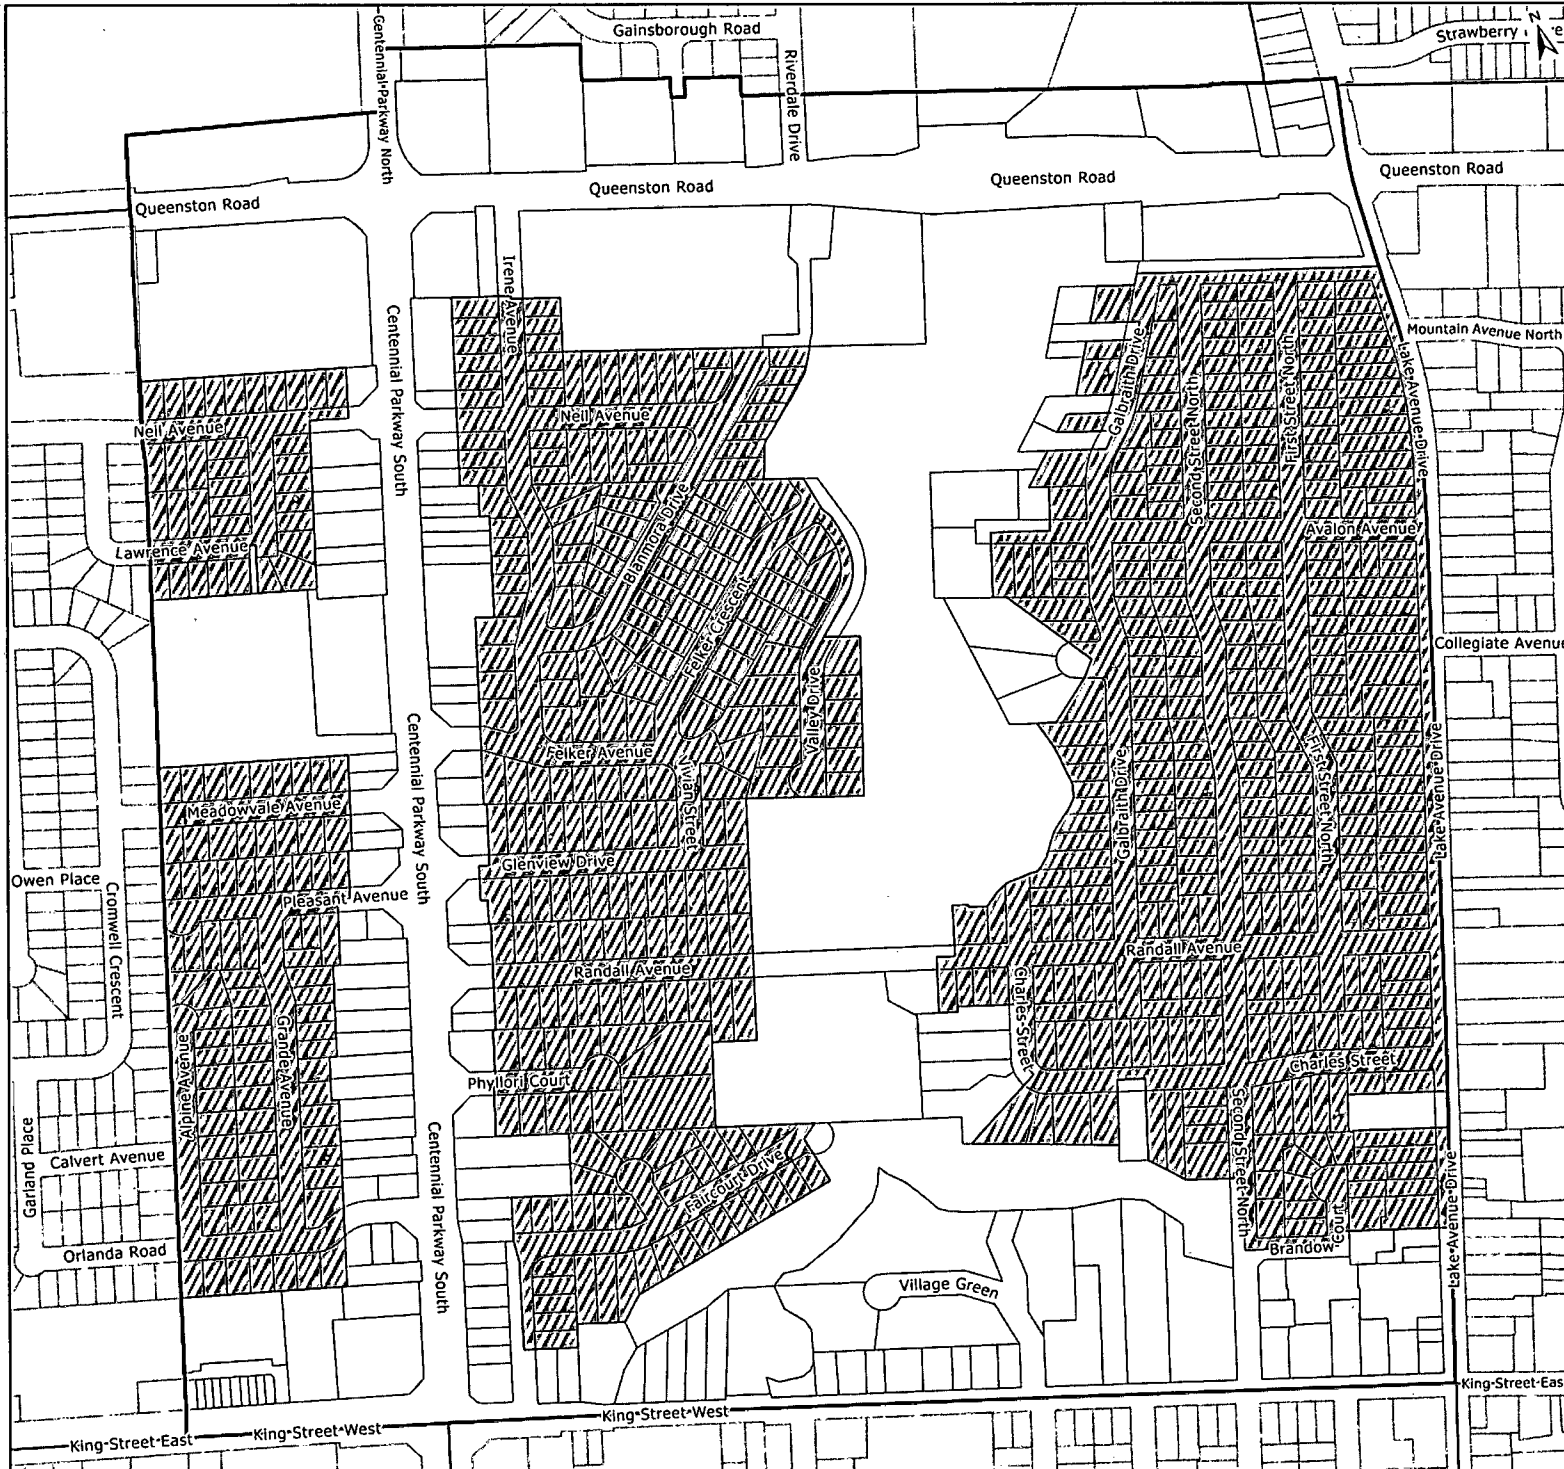 Gainsborough Road
Strawberry
Z
Centennial Parkway North
Riverdale Drive
Queenston Road
Queenston Road
Queenston Road
Queenston Road
Irene Avenue
Centennial Parkway South
Galbraith Drive
Second Street North
First Street North
Lake Avenue Drive
Mountain Avenue North
Neil Avenue
Neil Avenue
Lawrence Avenue
Blanmora Drive
Felker Crescent
Avalon Avenue
Collegiate Avenue
Centennial Parkway South
Felker Avenue
Vivian Street
Valley Drive
Galbraith Drive
First Street North
Lake Avenue Drive
Meadowvale Avenue
Glenview Drive
Owen Place
Cromwell Crescent
Pleasant Avenue
Randall Avenue
Randall Avenue
Charles Street
Alpine Avenue
Grande Avenue
Phyllori Court
Charles Street
Garland Place
Calvert Avenue
Centennial Parkway South
Faircourt Drive
Second Street North
Lake Avenue Drive
Orlanda Road
Brandow Court
Village Green
King Street East
King Street West
King Street West
King Street Eas